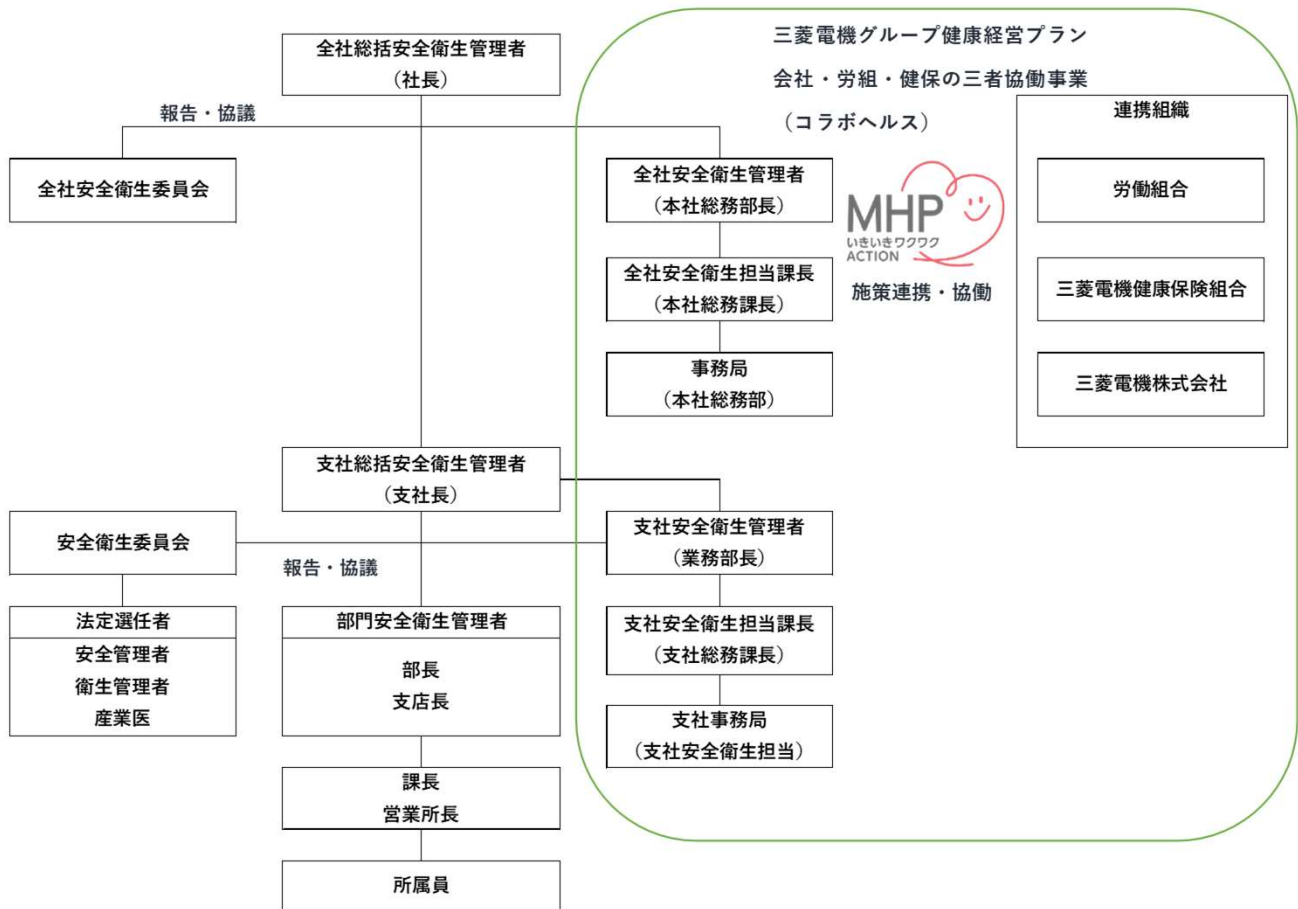 全社総括安全衛生管理者
（社長）
報告・協議
全社安全衛生委員会
三菱電機グループ健康経営プラン
会社・労組・健保の三者協働事業
（コラボヘルス）
全社安全衛生管理者
（本社総務部長）
全社安全衛生担当課長
（本社総務課長）
事務局
（本社総務部）
MHP
いきいきワクワク
ACTION
施策連携・協働
連携組織
労働組合
三菱電機健康保険組合
三菱電機株式会社
支社総括安全衛生管理者
（支社長）
安全衛生委員会
報告・協議
支社安全衛生管理者
（業務部長）
法定選任者
安全管理者
衛生管理者
産業医
部門安全衛生管理者
部長
支店長
支社安全衛生担当課長
（支社総務課長）
支社事務局
（支社安全衛生担当）
課長
営業所長
所属員